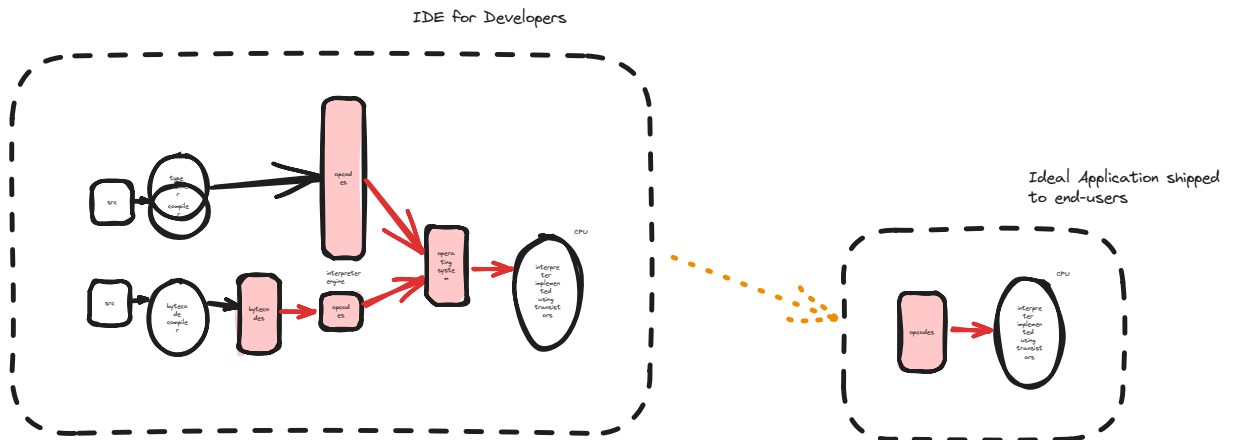 IDE for Developers
opcod
es
type
r
compile
r
src
opera
ting
syste
m
CPU
interpre
ter
implemen
ted
using
transist
ors
interpreter
engine
src
byteco
de
compile
r
byteco
des
opcod
es
Ideal Application shipped
to end-users
CPU
opcodes
interpre
ter
implemen
ted
using
transist
ors